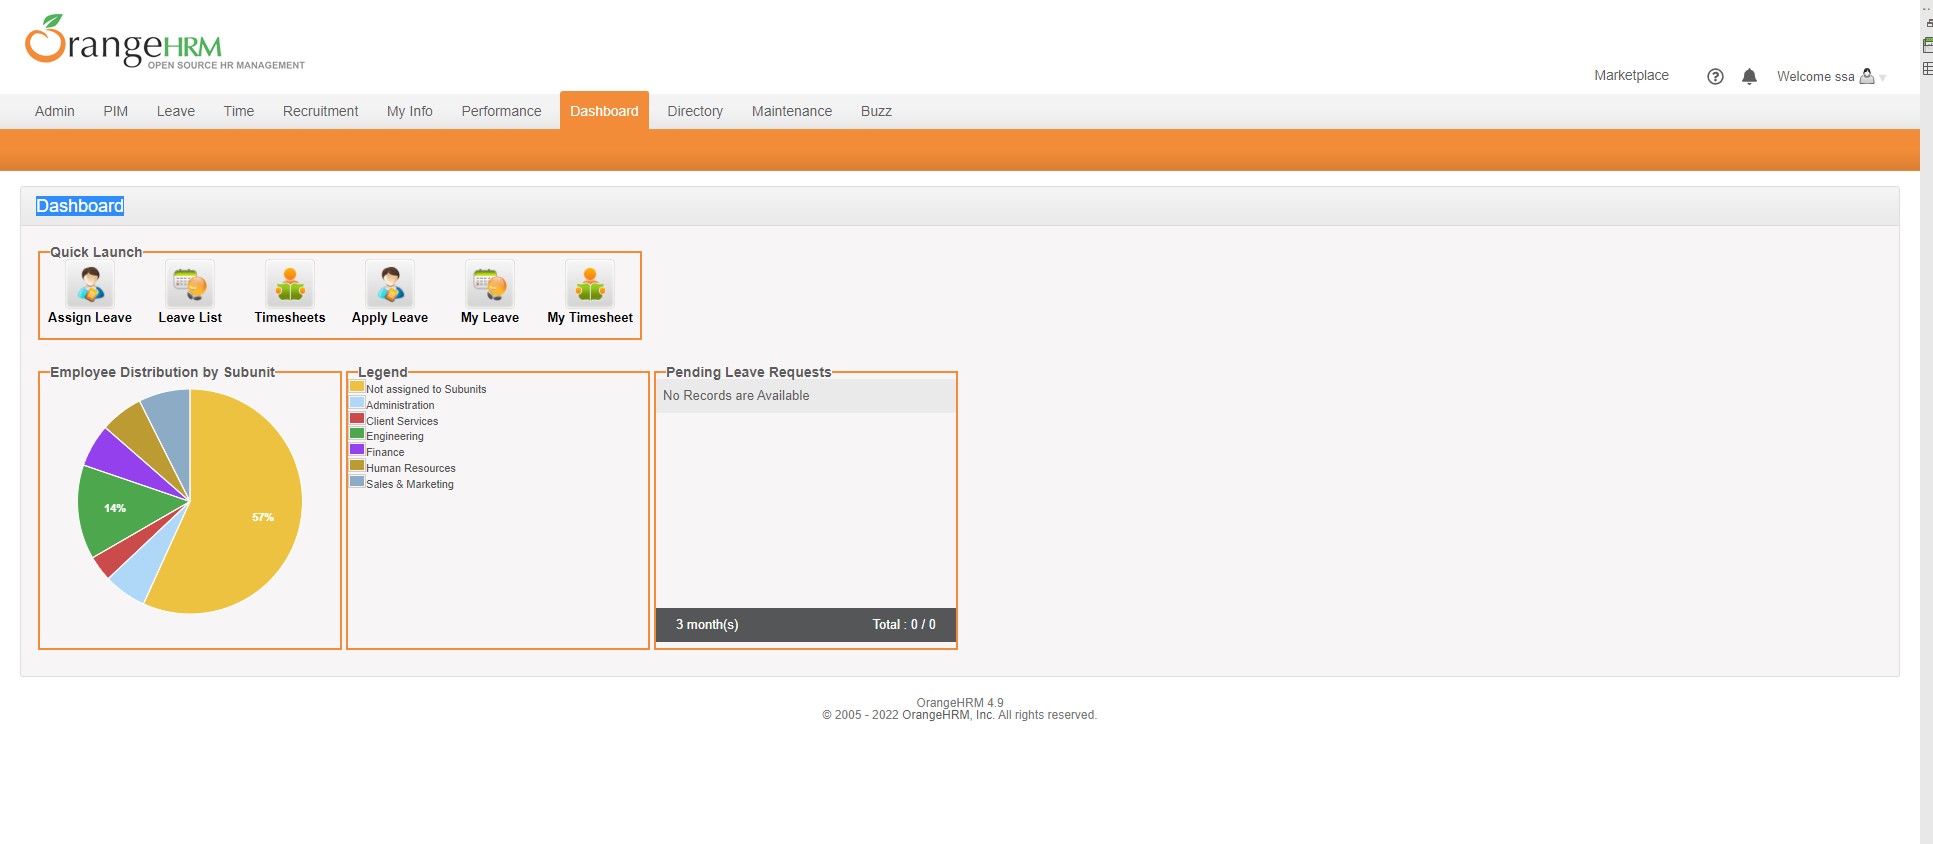 OrangeHRM
OPEN SOURCE HR MANAGEMENT
Marketplace
Welcome ssa
Admin PIM Leave Time Recruitment My Info Performance Dashboard Directory Maintenance Buzz
Dashboard
Quick Launch
Assign Leave Leave List Timesheets Apply Leave My Leave My Timesheet
Employee Distribution by Subunit
57%
14%
Legend
Not assigned to Subunits
Administration
Client Services
Engineering
Finance
Human Resources
Sales & Marketing
Pending Leave Requests
No Records are Available
3 month(s) Total : 0 / 0
OrangeHRM 4.9
© 2005 - 2022 OrangeHRM, Inc. All rights reserved.